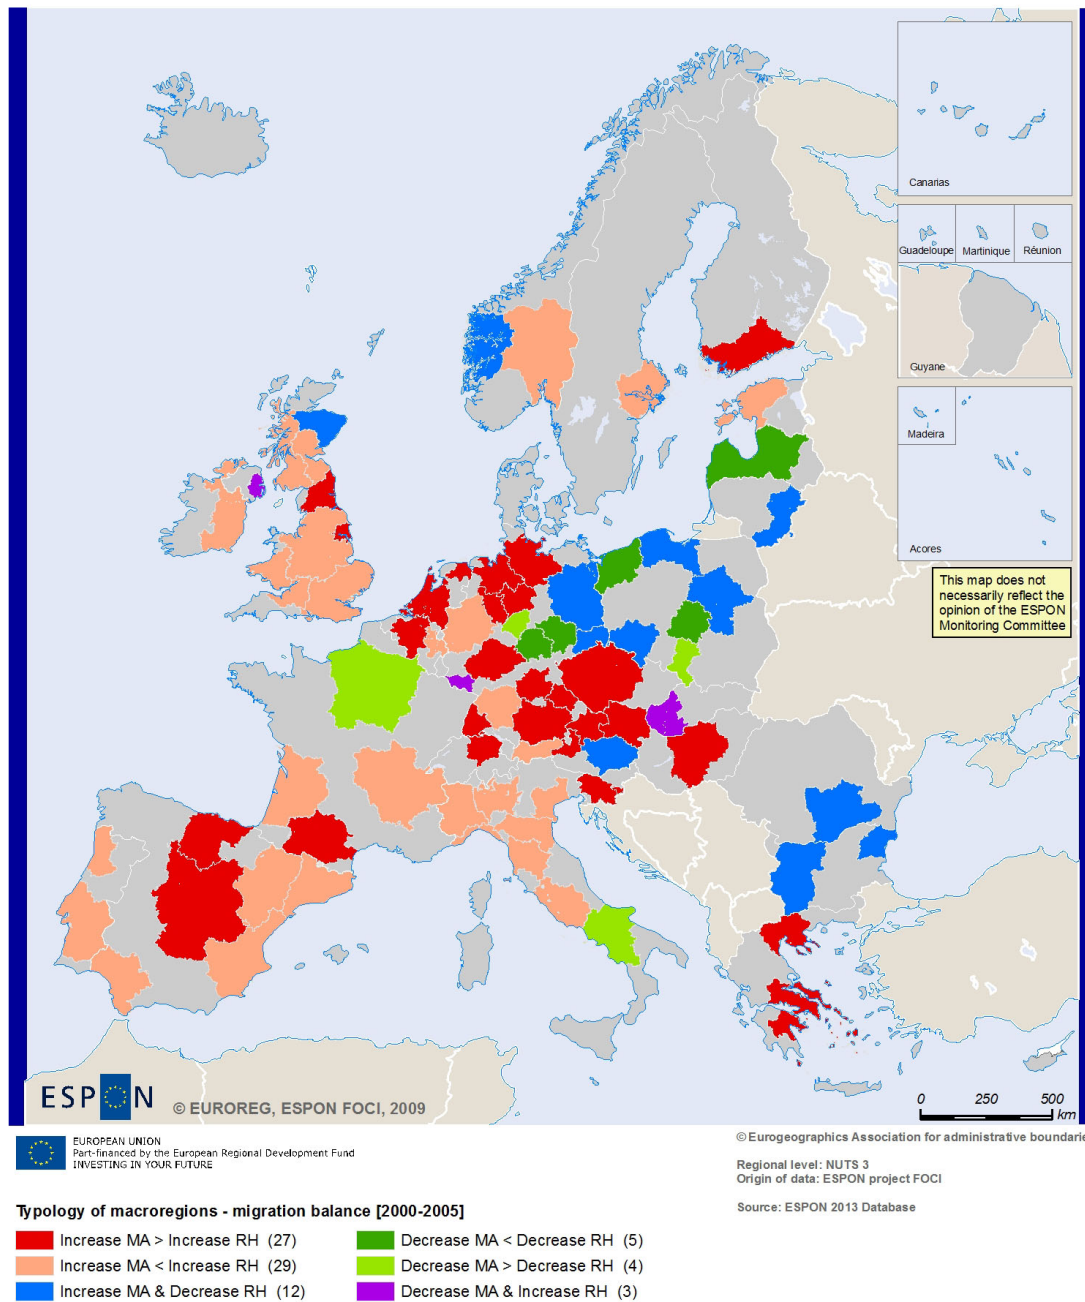 Canarias
Guadeloupe
Martinique
Réunion
Guyane
Madeira
Acores
This map does not
necessarily reflect the
opinion of the ESPON
Monitoring Committee
ESPON
© EUROREG, ESPON FOCI, 2009
0 250 500
km
EUROPEAN UNION
Part-financed by the European Regional Development Fund
INVESTING IN YOUR FUTURE
© Eurogeographics Association for administrative boundarie
Regional level: NUTS 3
Origin of data: ESPON project FOCI
Source: ESPON 2013 Database
Typology of macroregions - migration balance [2000-2005]
Increase MA > Increase RH (27)
Increase MA < Increase RH (29)
Increase MA & Decrease RH (12)
Decrease MA < Decrease RH (5)
Decrease MA > Decrease RH (4)
Decrease MA & Increase RH (3)